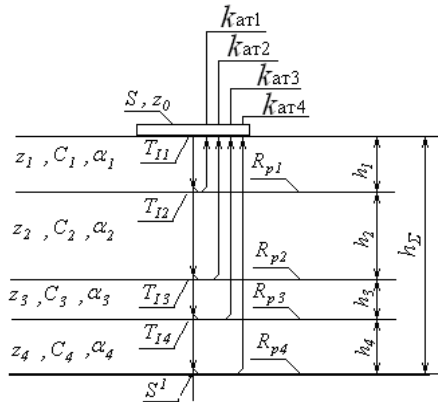 kат1
kат2
kат3
S, z0 kат4
z1 , C1 , α1 TI1 Rp1 h1
z2 , C2 , α2 TI2 h2 hΣ
Rp2
z3 , C3 , α3 TI3 Rp3 h3
TI4
z4 , C4 , α4 Rp4 h4
S1